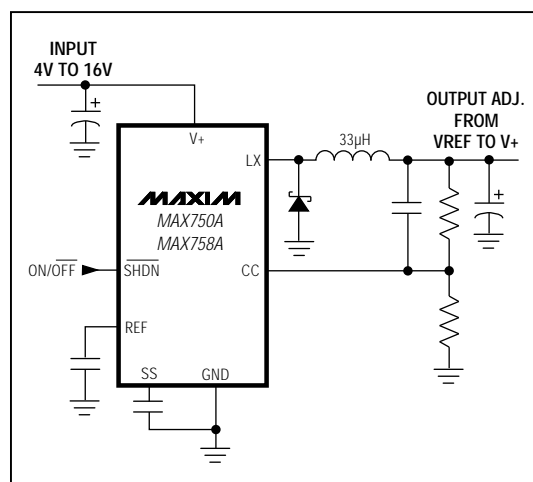 INPUT
4V TO 16V
+
V+
OUTPUT ADJ.
FROM
VREF TO V+
LX
33µH
MAXIM
MAX750A
MAX758A
+
ON/OFF
SHDN
CC
REF
SS
GND